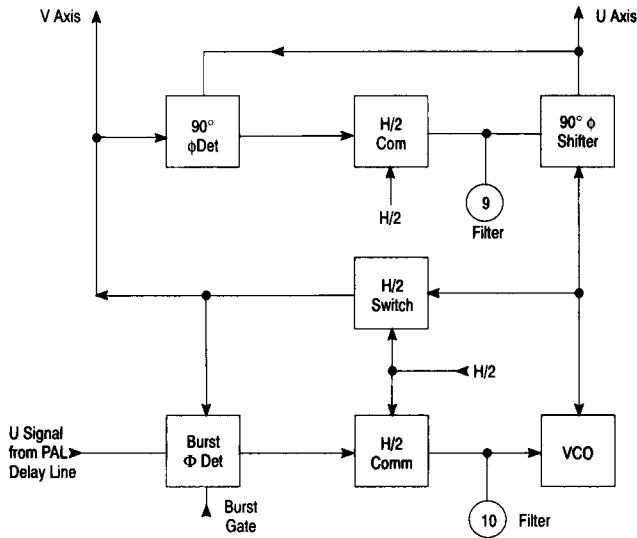 V Axis
U Axis
90°
ϕDet
H/2
Com
90° ϕ
Shifter
H/2
9
Filter
H/2
Switch
H/2
U Signal
from PAL
Delay Line
Burst
Φ Det
H/2
Comm
VCO
Burst
Gate
10
Filter